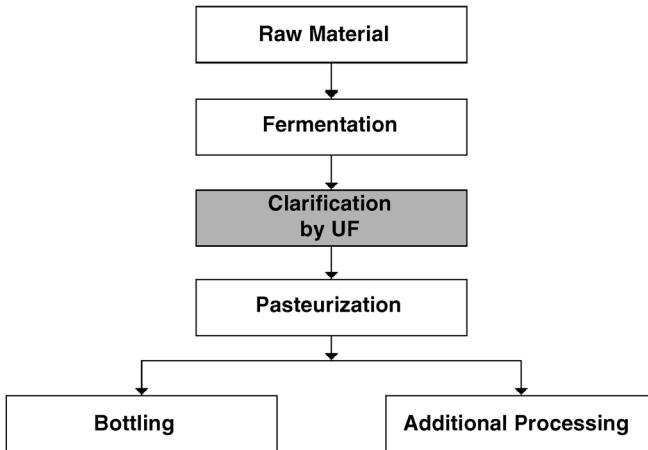 Raw Material
Fermentation
Clarification
by UF
Pasteurization
Bottling
Additional Processing